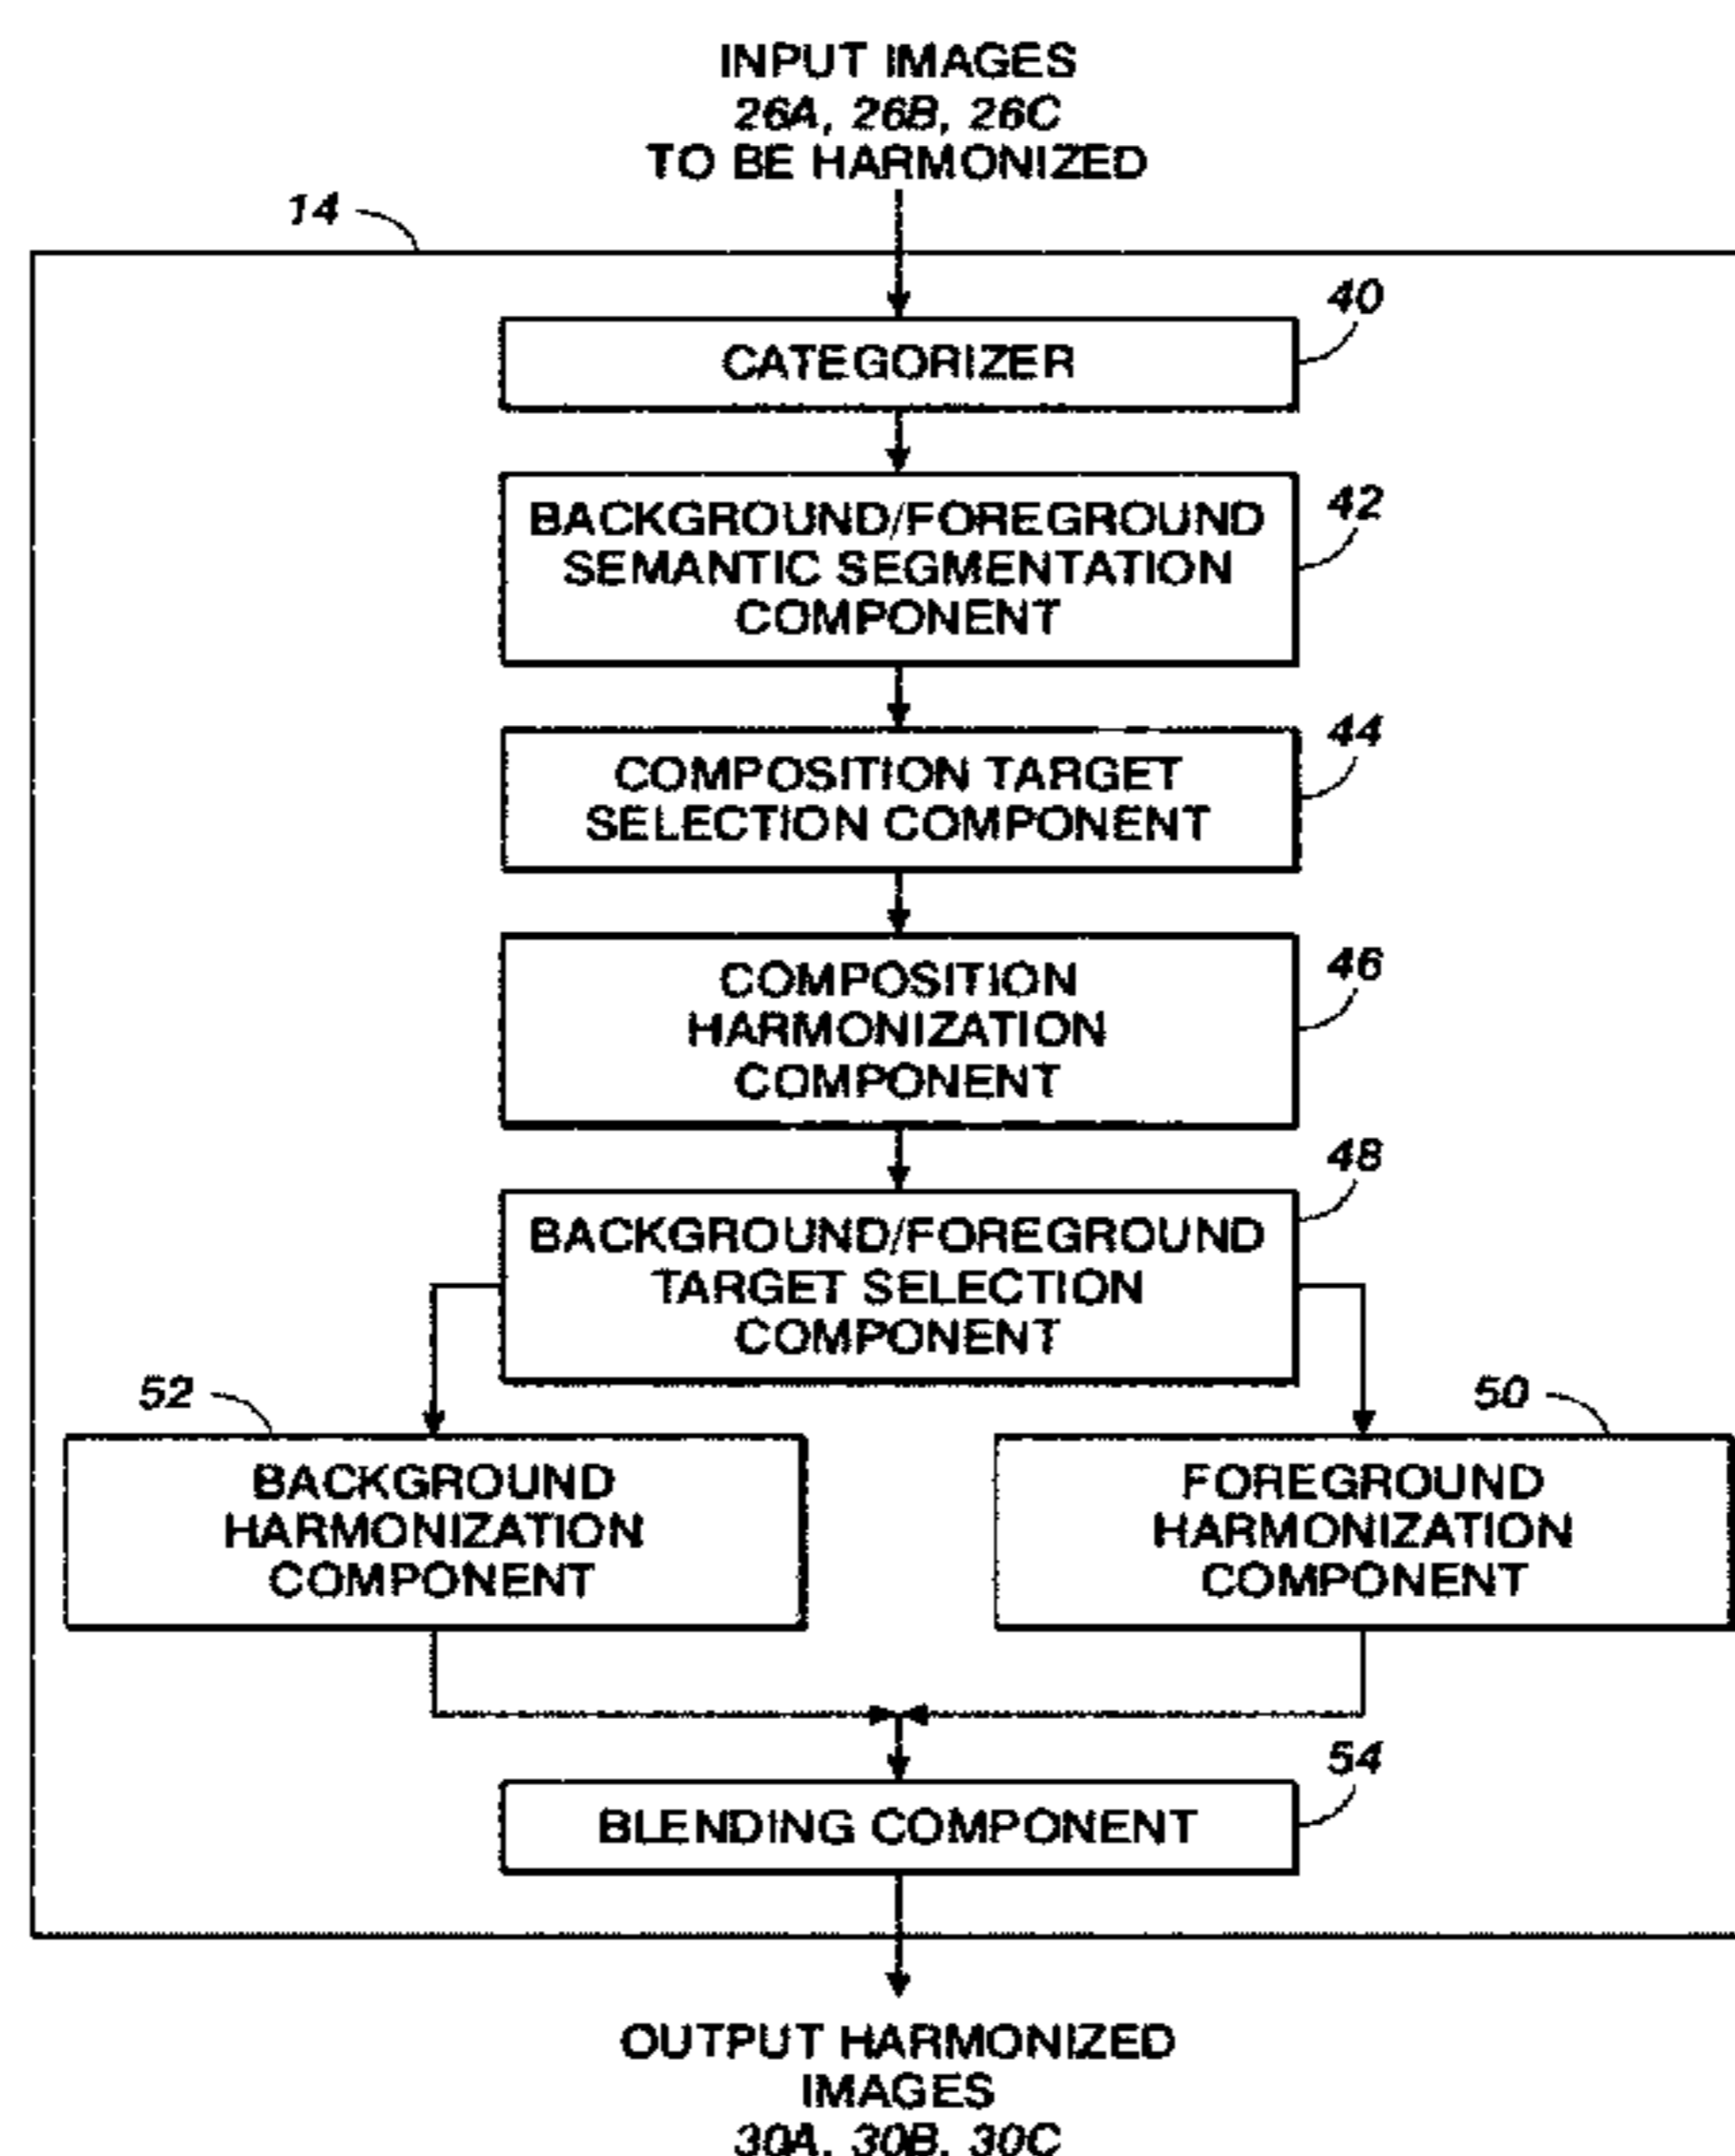 INPUT IMAGES
26A, 26B, 26C
TO BE HARMONIZED
14
40
CATEGORIZER
42
BACKGROUND/FOREGROUND
SEMANTIC SEGMENTATION
COMPONENT
44
COMPOSITION TARGET
SELECTION COMPONENT
46
COMPOSITION
HARMONIZATION
COMPONENT
48
BACKGROUND/FOREGROUND
TARGET SELECTION
COMPONENT
52
BACKGROUND
HARMONIZATION
COMPONENT
50
FOREGROUND
HARMONIZATION
COMPONENT
54
BLENDING COMPONENT
OUTPUT HARMONIZED
IMAGES
30A, 30B, 30C